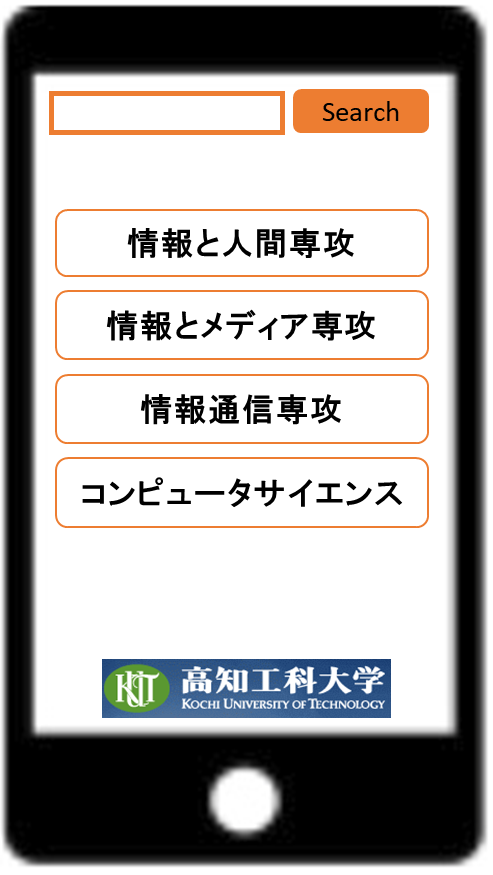 Search
情報と人間専攻
情報とメディア専攻
情報通信専攻
コンピュータサイエンス
KUT 高知工科大学
KOCHI UNIVERSITY OF TECHNOLOGY